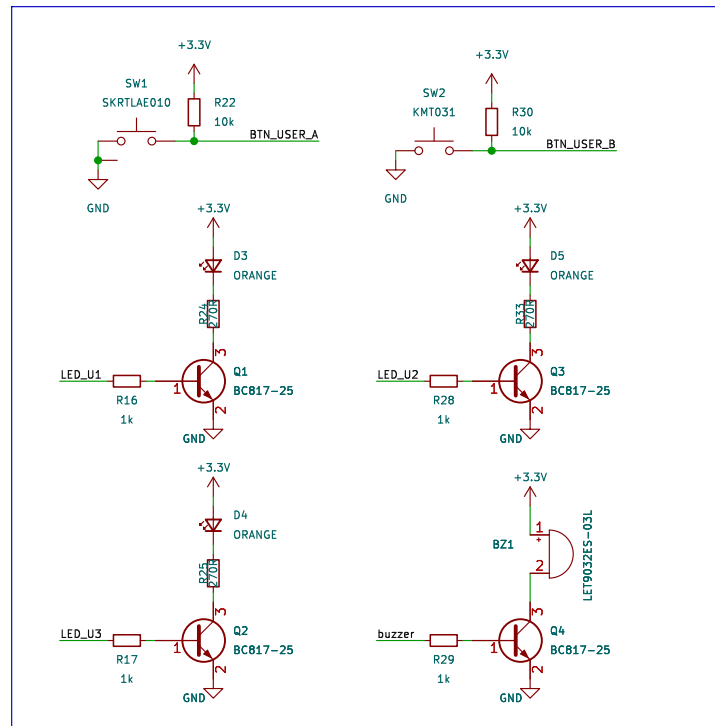 +3.3V
SW1
SKRTLAE010
R22
10k
BTN_USER_A
GND
+3.3V
SW2
KMT031
R30
10k
BTN_USER_B
GND
+3.3V
D3
ORANGE
R24
270R
LED_U1
R16
1k
1
3
2
Q1
BC817-25
GND
+3.3V
D5
ORANGE
R33
270R
LED_U2
R28
1k
1
3
2
Q3
BC817-25
GND
+3.3V
D4
ORANGE
R25
270R
LED_U3
R17
1k
1
3
2
Q2
BC817-25
GND
+3.3V
BZ1
1
+
2
LET9032ES-03L
buzzer
R29
1k
1
3
2
Q4
BC817-25
GND